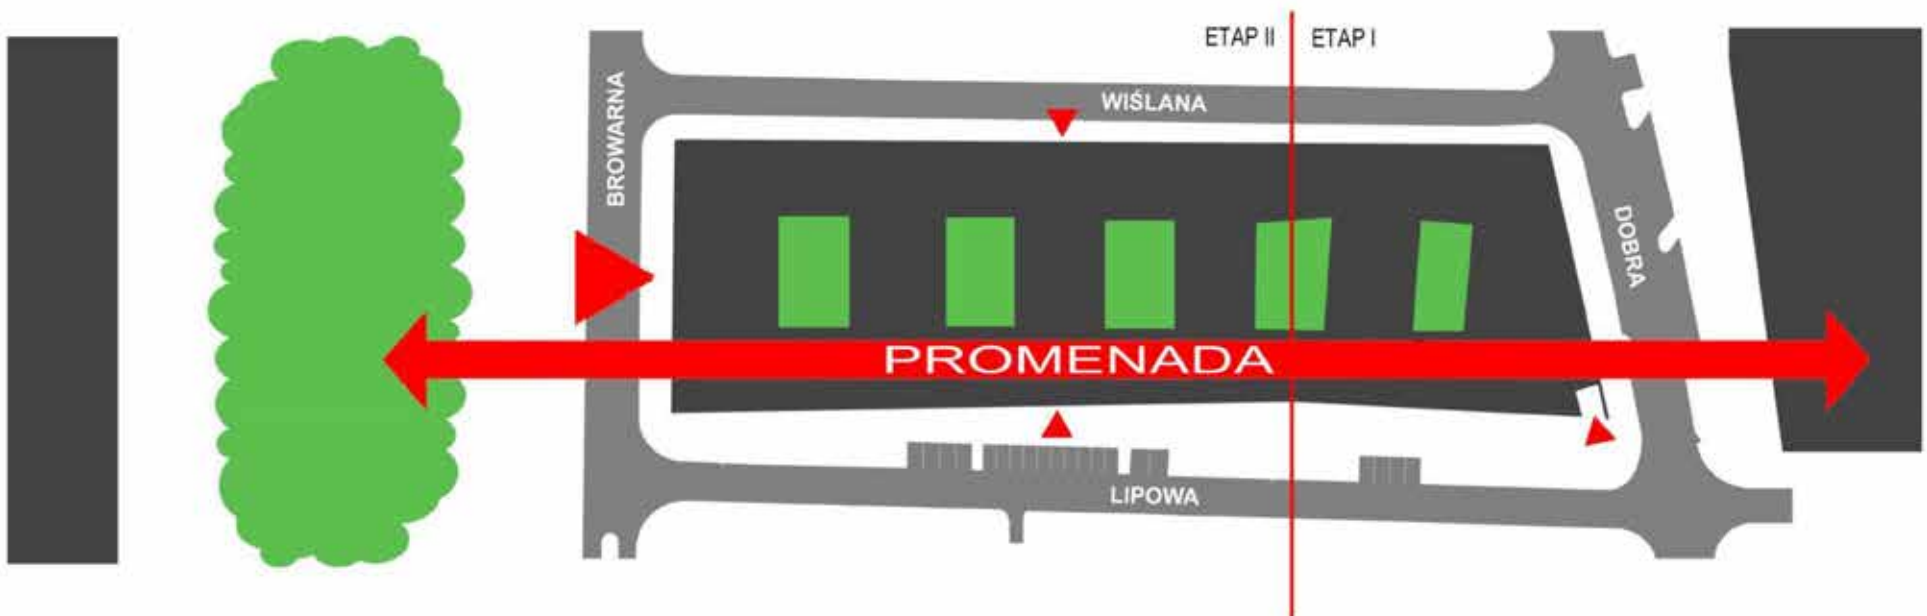 ETAP II
ETAP I
WIŚLANA
BROWARNA
DOBRA
PROMENADA
LIPOWA